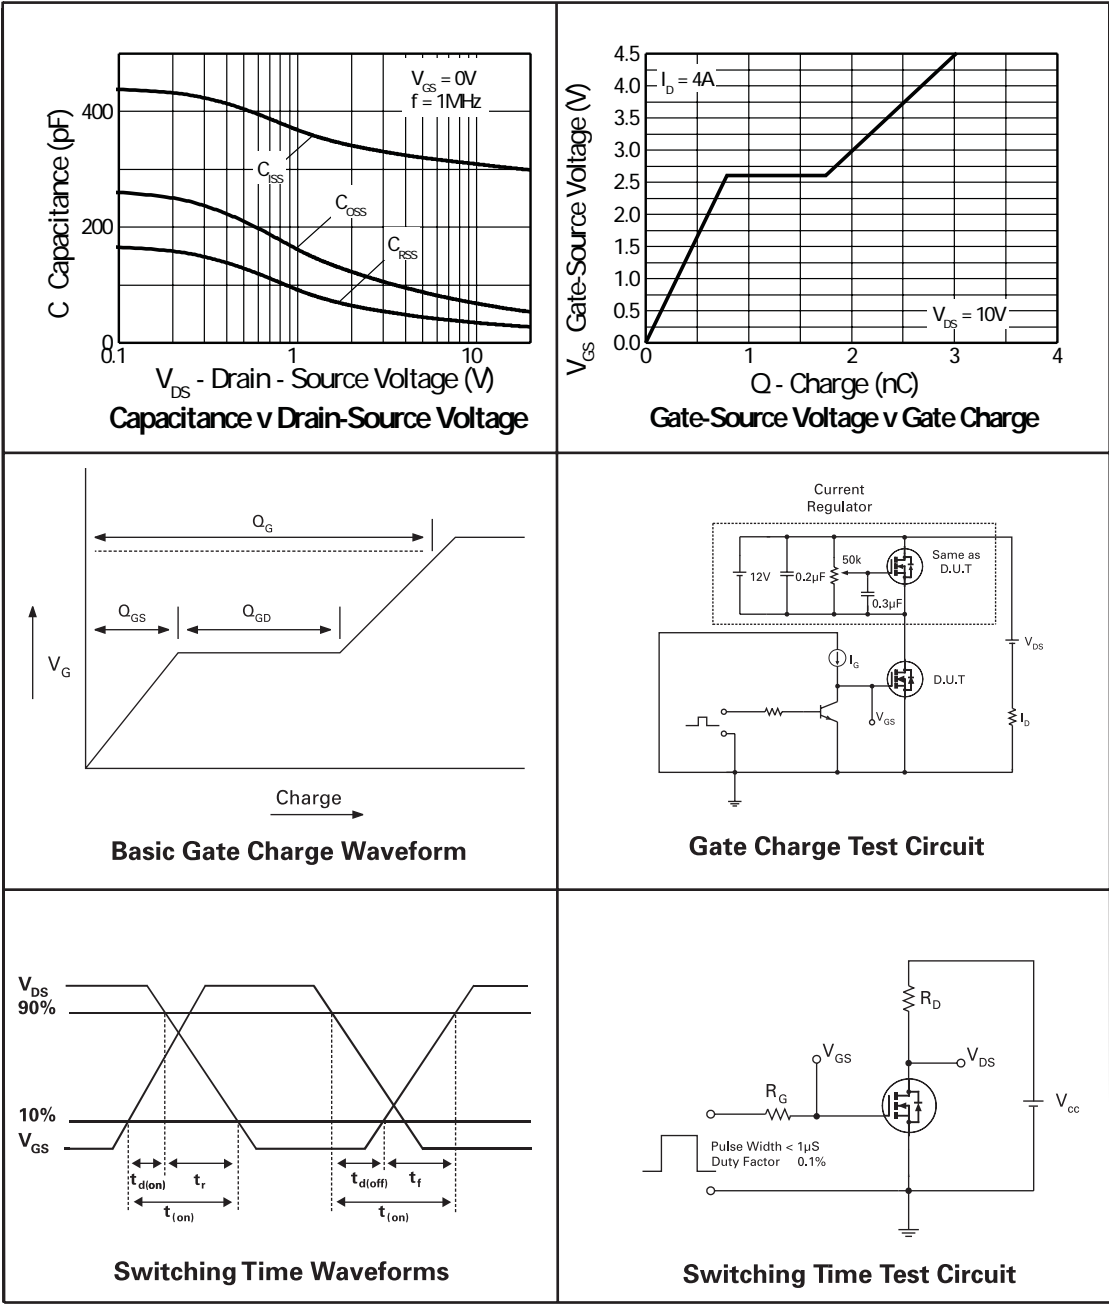 V_GS = 0V
f = 1MHz
400
200
0
C Capacitance (pF)
C_ISS
C_OSS
C_RSS
0.1
1
10
V_DS - Drain - Source Voltage (V)
Capacitance v Drain-Source Voltage
4.5
4.0
3.5
3.0
2.5
2.0
1.5
1.0
0.5
0.0
V_GS Gate-Source Voltage (V)
I_D = 4A
V_DS = 10V
0
1
2
3
4
Q - Charge (nC)
Gate-Source Voltage v Gate Charge
Q_G
Q_GS
Q_GD
V_G
Charge
Basic Gate Charge Waveform
Current
Regulator
12V
0.2µF
50k
0.3µF
Same as
D.U.T
I_G
D.U.T
V_GS
V_DS
I_D
Gate Charge Test Circuit
V_DS
90%
10%
V_GS
t_d(on)
t_r
t_(on)
t_d(off)
t_f
t_(on)
Switching Time Waveforms
R_D
V_GS
V_DS
R_G
V_cc
Pulse Width < 1µS
Duty Factor 0.1%
Switching Time Test Circuit